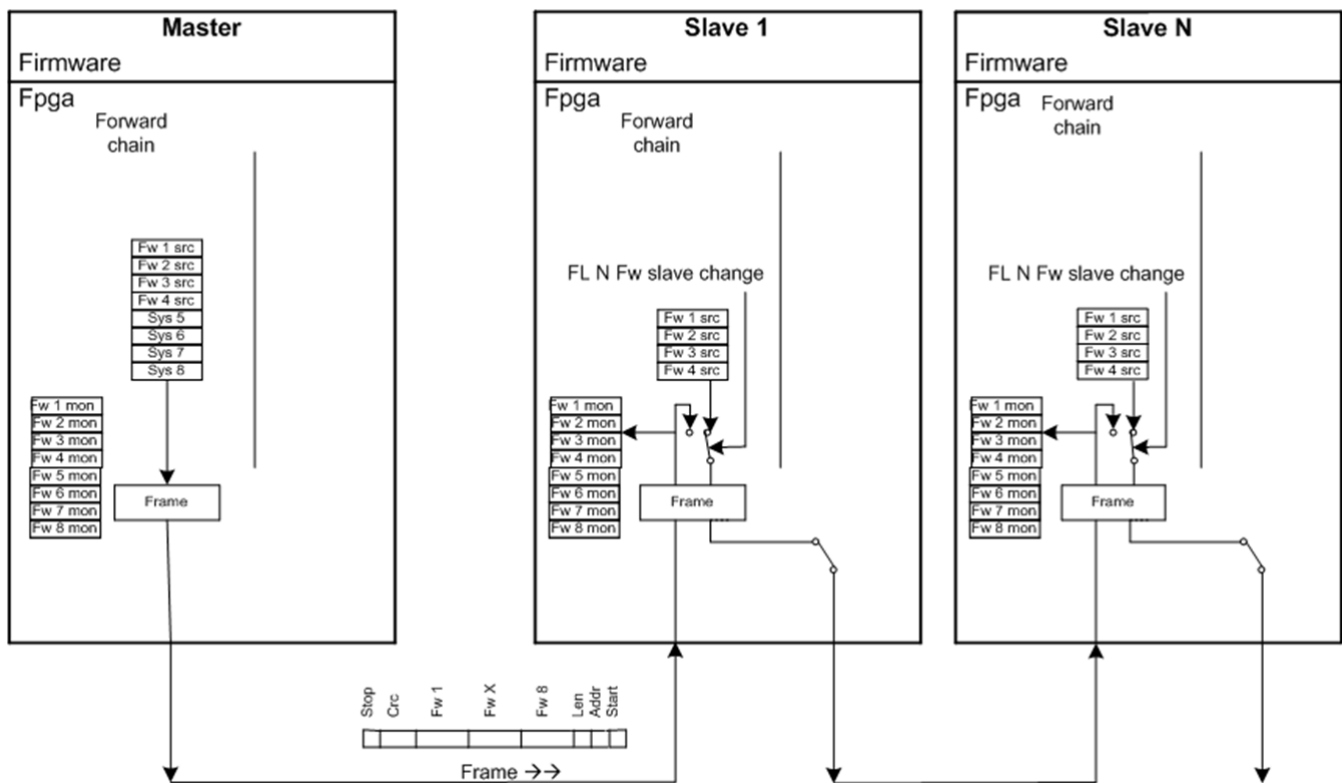 Master
Firmware
Fpga
Forward
chain
Fw 1 src
Fw 2 src
Fw 3 src
Fw 4 src
Sys 5
Sys 6
Sys 7
Sys 8
Fw 1 mon
Fw 2 mon
Fw 3 mon
Fw 4 mon
Fw 5 mon
Fw 6 mon
Fw 7 mon
Fw 8 mon
Frame
Slave 1
Firmware
Fpga
Forward
chain
FL N Fw slave change
Fw 1 src
Fw 2 src
Fw 3 src
Fw 4 src
Fw 1 mon
Fw 2 mon
Fw 3 mon
Fw 4 mon
Fw 5 mon
Fw 6 mon
Fw 7 mon
Fw 8 mon
Frame
Slave N
Firmware
Fpga
Forward
chain
FL N Fw slave change
Fw 1 src
Fw 2 src
Fw 3 src
Fw 4 src
Fw 1 mon
Fw 2 mon
Fw 3 mon
Fw 4 mon
Fw 5 mon
Fw 6 mon
Fw 7 mon
Fw 8 mon
Frame
Stop
Crc
Fw 1
Fw X
Fw 8
Len
Addr
Start
Frame →→